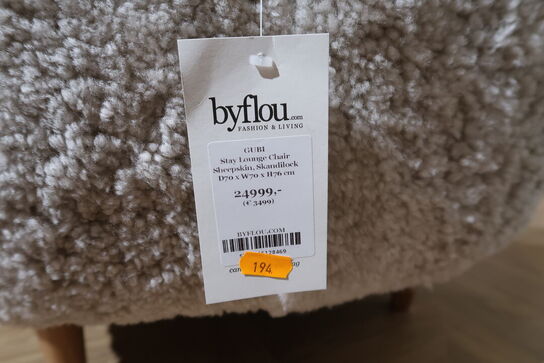 byflou.com
FASHION & LIVING
GUBI
Stay Lounge Chair
Sheepskin, Skandilock
D70 x W70 x H76 cm
24999,-
(€ 3499)
BYFLOU.COM
194